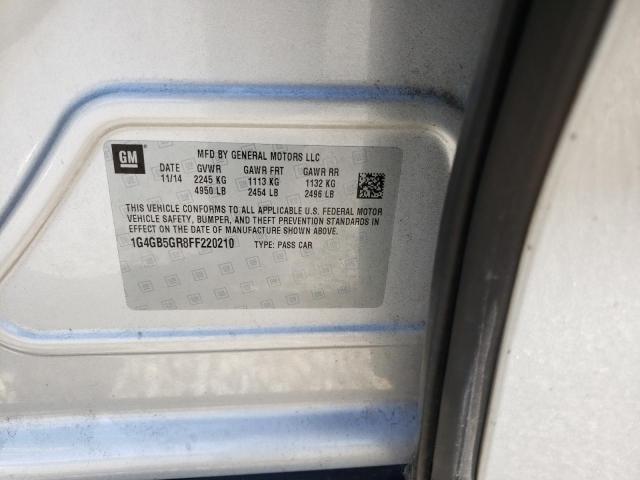 GM
MFD BY GENERAL MOTORS LLC
DATE GVWR GAWR FRT GAWR RR
11/14 2245 KG 1113 KG 1132 KG
4950 LB 2454 LB 2496 LB
THIS VEHICLE CONFORMS TO ALL APPLICABLE U.S. FEDERAL MOTOR
VEHICLE SAFETY, BUMPER, AND THEFT PREVENTION STANDARDS
IN EFFECT ON THE DATE OF MANUFACTURE SHOWN ABOVE.
1G4GB5GR8FF220210 TYPE: PASS CAR